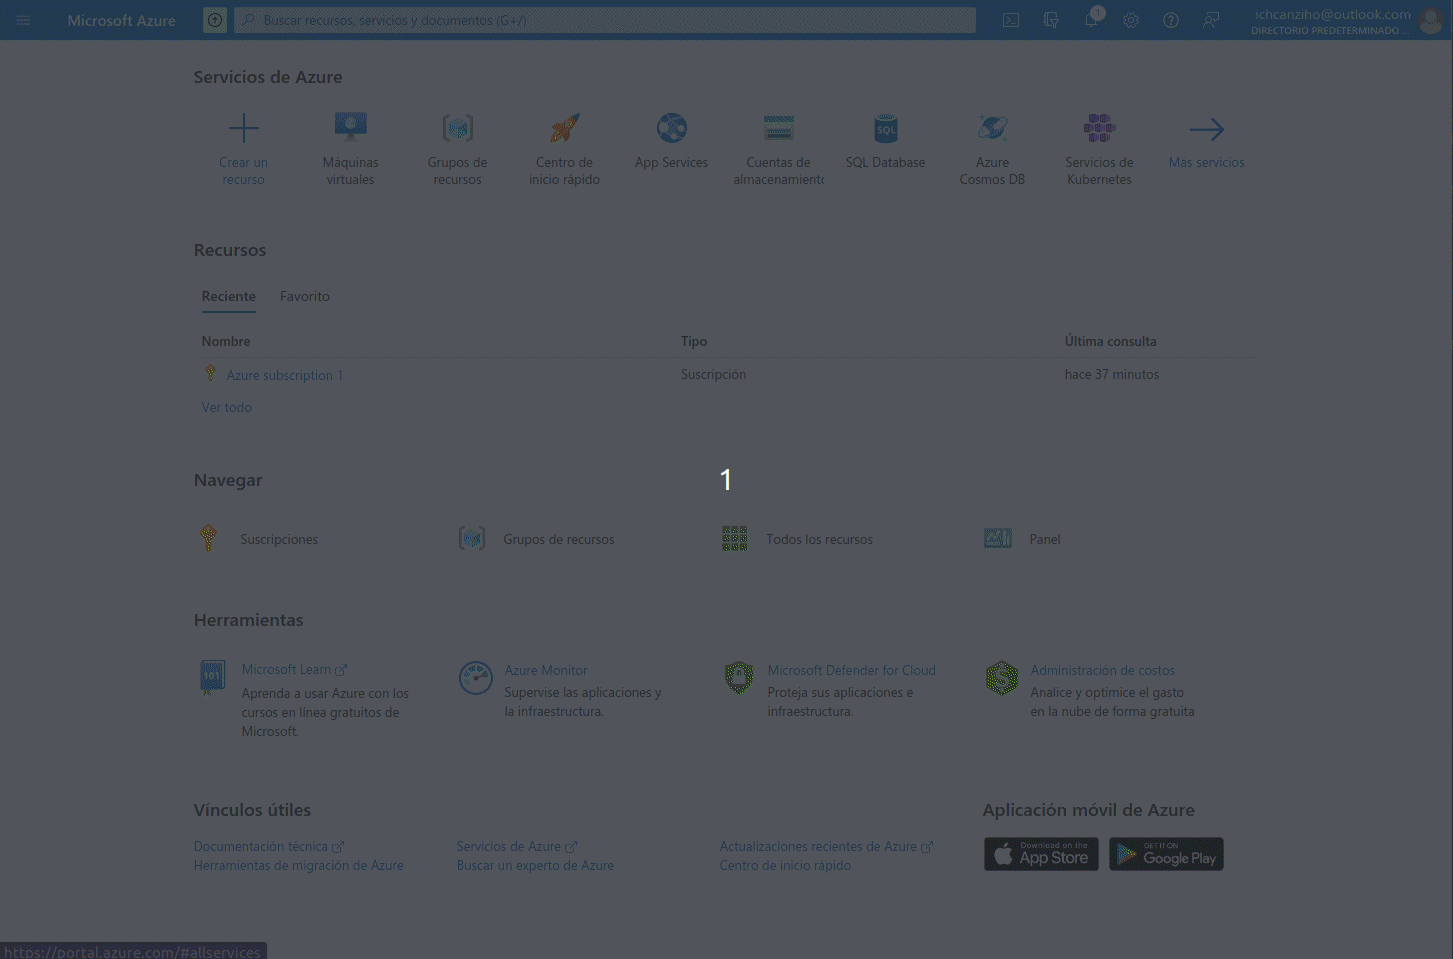 Microsoft Azure
Buscar recursos, servicios y documentos (G+/)
1
ichcanziho@outlook.com
DIRECTORIO PREDETERMINADO ...
Servicios de Azure
Crear un recurso
Máquinas virtuales
Grupos de recursos
Centro de inicio rápido
App Services
Cuentas de almacenamiento
SQL
SQL Database
Azure Cosmos DB
Servicios de Kubernetes
Más servicios
Recursos
Reciente Favorito
Nombre Tipo Última consulta
Azure subscription 1 Suscripción hace 37 minutos
Ver todo
1
Navegar
Suscripciones Grupos de recursos Todos los recursos Panel
Herramientas
101
Microsoft Learn
Aprenda a usar Azure con los
cursos en línea gratuitos de
Microsoft.
Azure Monitor
Supervise las aplicaciones y
la infraestructura.
Microsoft Defender for Cloud
Proteja sus aplicaciones e
infraestructura.
Administración de costos
Analice y optimice el gasto
en la nube de forma gratuita
Vínculos útiles
Documentación técnica
Herramientas de migración de Azure
Servicios de Azure
Buscar un experto de Azure
Actualizaciones recientes de Azure
Centro de inicio rápido
Aplicación móvil de Azure
Download on the
App Store
GET IT ON
Google Play
https://portal.azure.com/#allservices